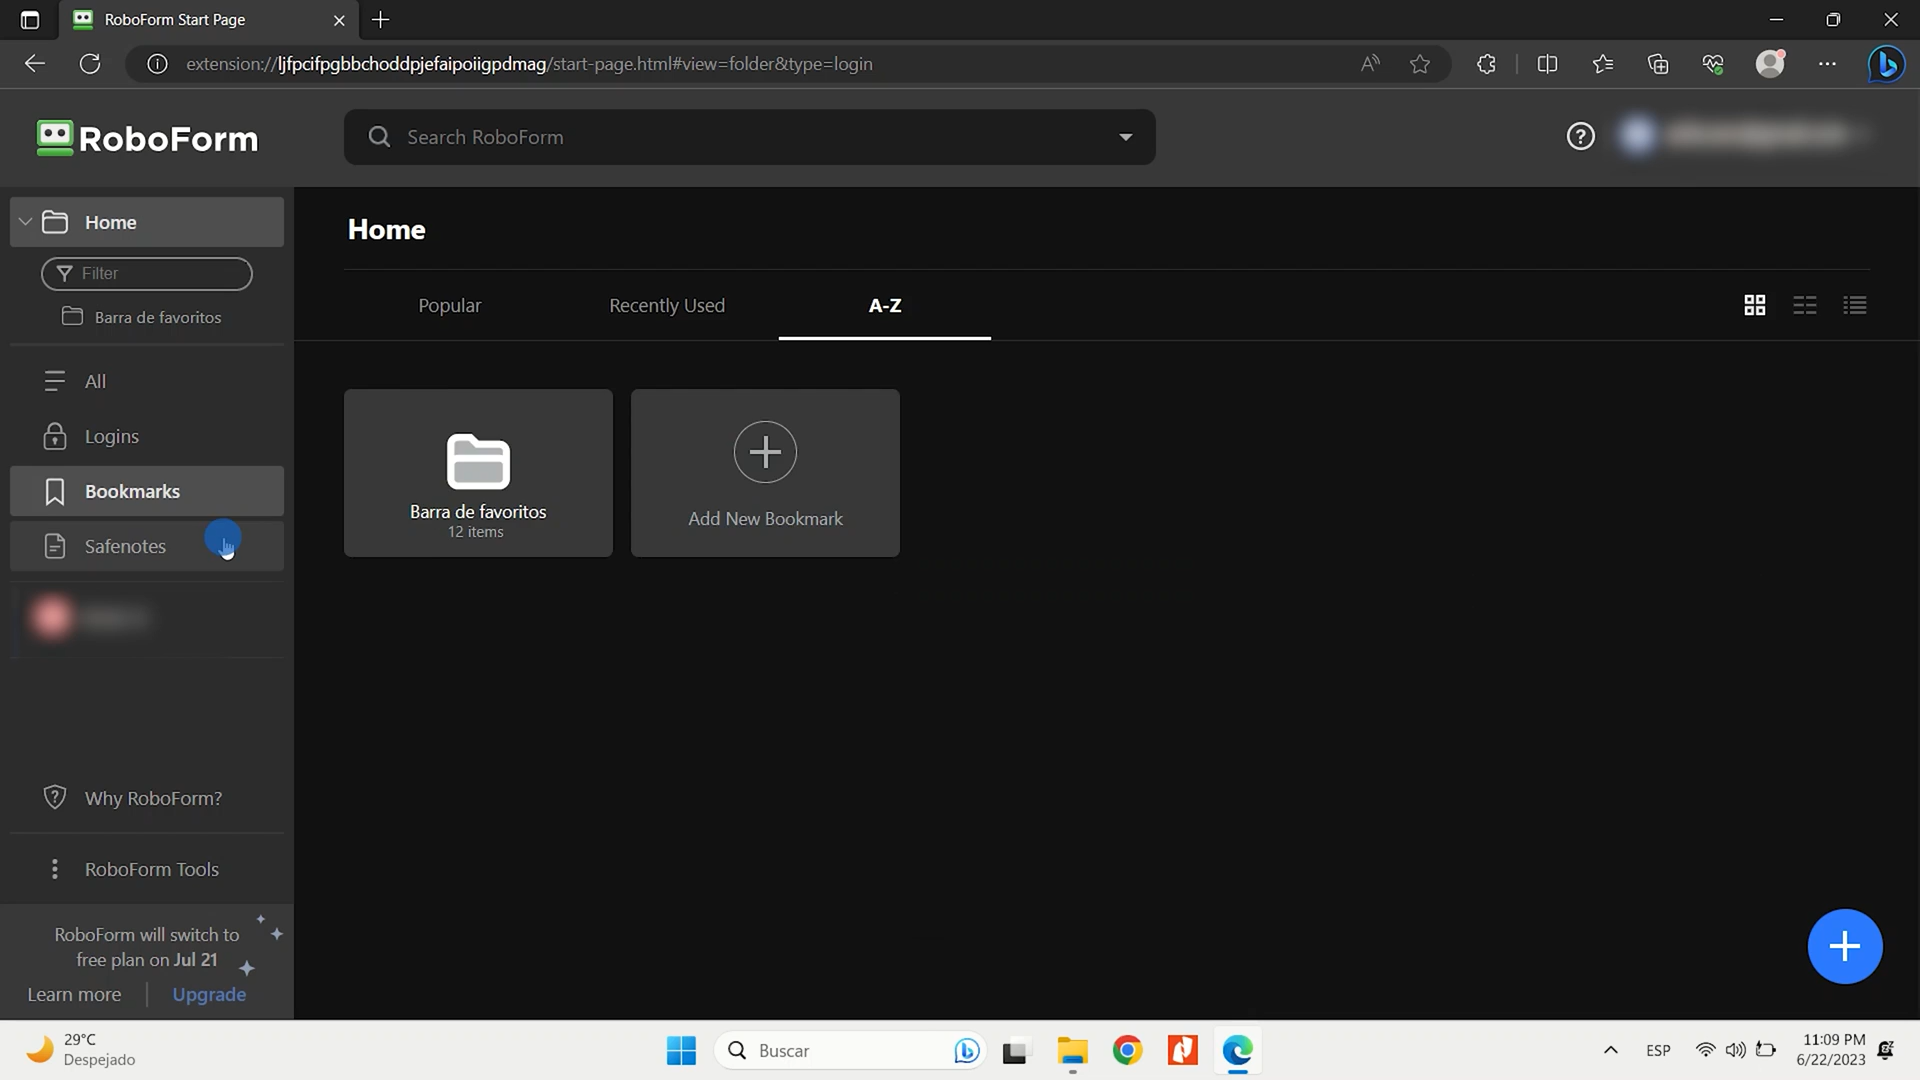 RoboForm Start Page
extension://ljfpcifpgbbchoddpjefaipoiigpdmag/start-page.html#view=folder&type=login
RoboForm
Search RoboForm
Home
Filter
Barra de favoritos
All
Logins
Bookmarks
Safenotes
Why RoboForm?
RoboForm Tools
RoboForm will switch to
free plan on Jul 21
Learn more
Upgrade
Home
Popular
Recently Used
A-Z
Barra de favoritos
12 items
Add New Bookmark
29°C
Despejado
Buscar
ESP
11:09 PM
6/22/2023